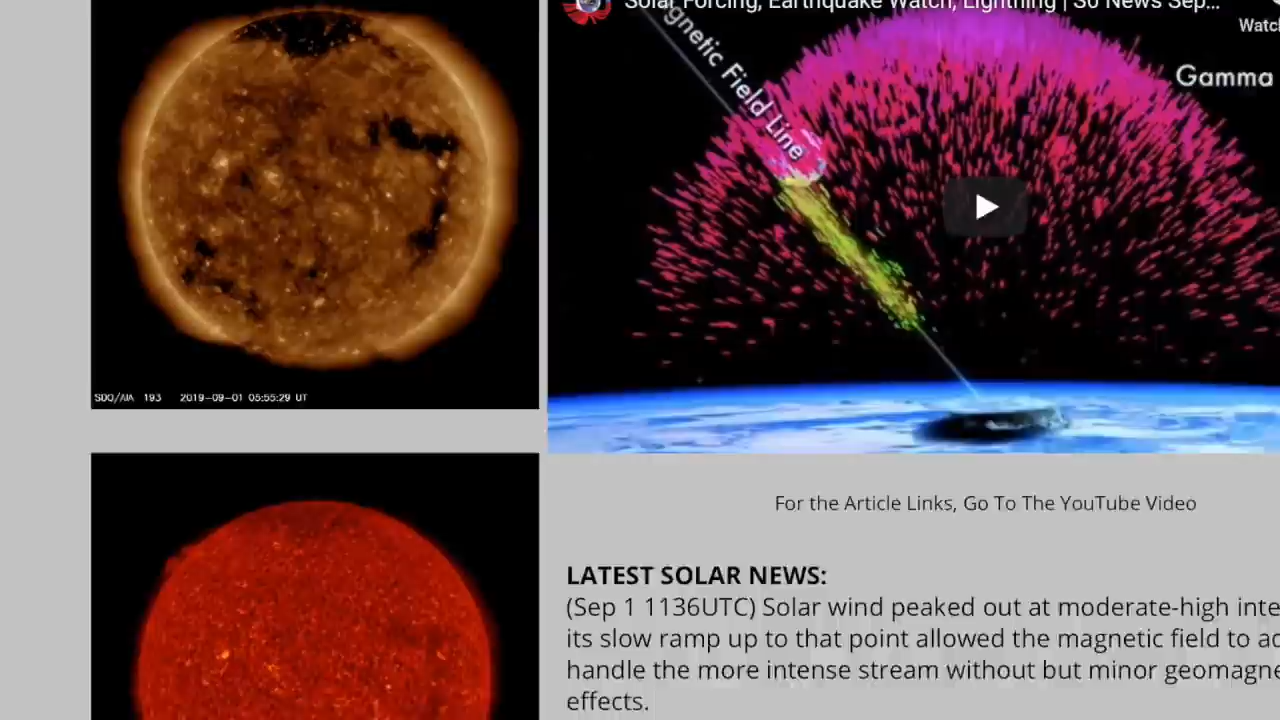 Solar Forcing, Earthquake Watch, Lightning | S0 News Sep...
Watch
gnetic Field Line
Gamma
SDO/AIA 193 2019-09-01 05:55:29 UT
For the Article Links, Go To The YouTube Video
LATEST SOLAR NEWS:
(Sep 1 1136UTC) Solar wind peaked out at moderate-high inte
its slow ramp up to that point allowed the magnetic field to
handle the more intense stream without but minor geomagne
effects.